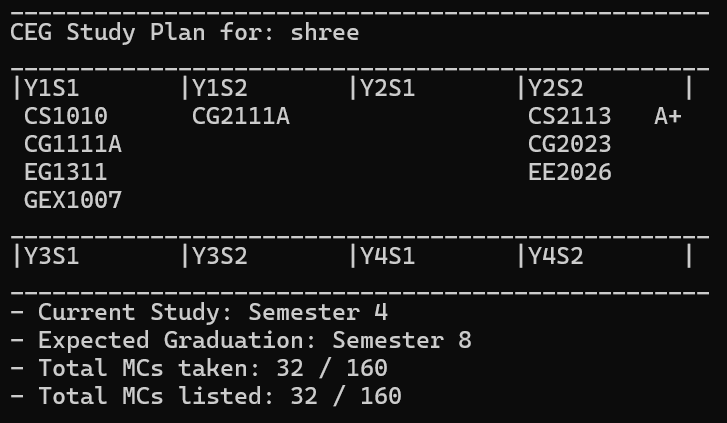 CEG Study Plan for: shree
|Y1S1 |Y1S2 |Y2S1 |Y2S2 |
CS1010 CG2111A CS2113 A+
CG1111A CG2023
EG1311 EE2026
GEX1007
|Y3S1 |Y3S2 |Y4S1 |Y4S2 |
- Current Study: Semester 4
- Expected Graduation: Semester 8
- Total MCs taken: 32 / 160
- Total MCs listed: 32 / 160